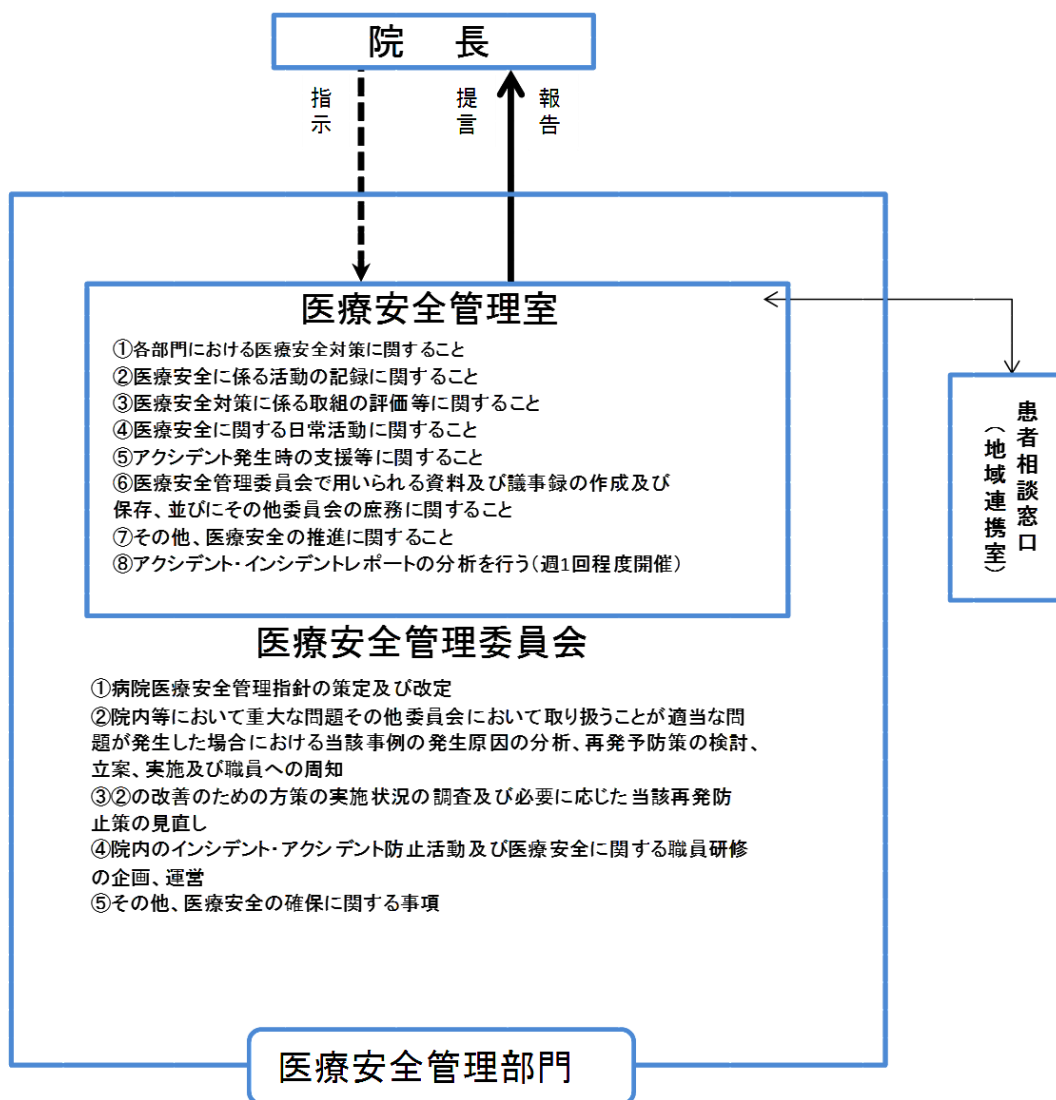 院 長
指示
提言
報告
医療安全管理室
①各部門における医療安全対策に関すること
②医療安全に係る活動の記録に関すること
③医療安全対策に係る取組の評価等に関すること
④医療安全に関する日常活動に関すること
⑤アクシデント発生時の支援等に関すること
⑥医療安全管理委員会で用いられる資料及び議事録の作成及び
保存、並びにその他委員会の庶務に関すること
⑦その他、医療安全の推進に関すること
⑧アクシデント・インシデントレポートの分析を行う(週1回程度開催)
患者相談窓口
(地域連携室)
医療安全管理委員会
①病院医療安全管理指針の策定及び改定
②院内等において重大な問題その他委員会において取り扱うことが適当な問
題が発生した場合における当該事例の発生原因の分析、再発予防策の検討、
立案、実施及び職員への周知
③②の改善のための方策の実施状況の調査及び必要に応じた当該再発防
止策の見直し
④院内のインシデント・アクシデント防止活動及び医療安全に関する職員研修
の企画、運営
⑤その他、医療安全の確保に関する事項
医療安全管理部門